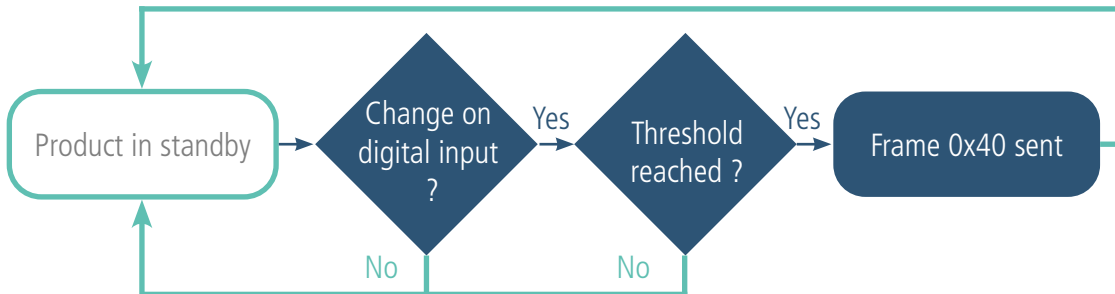 Product in standby
Change on
digital input
?
Yes
Threshold
reached ?
Yes
Frame 0x40 sent
No
No